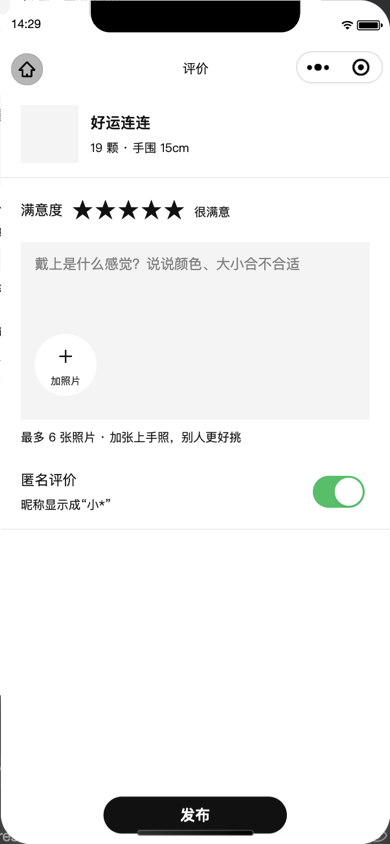 14:29
评价
好运连连
19 颗 · 手围 15cm
满意度 ★★★★★ 很满意
戴上是什么感觉？说说颜色、大小合不合适
+
加照片
最多 6 张照片 · 加张上手照，别人更好挑
匿名评价
昵称显示成“小*”
发布